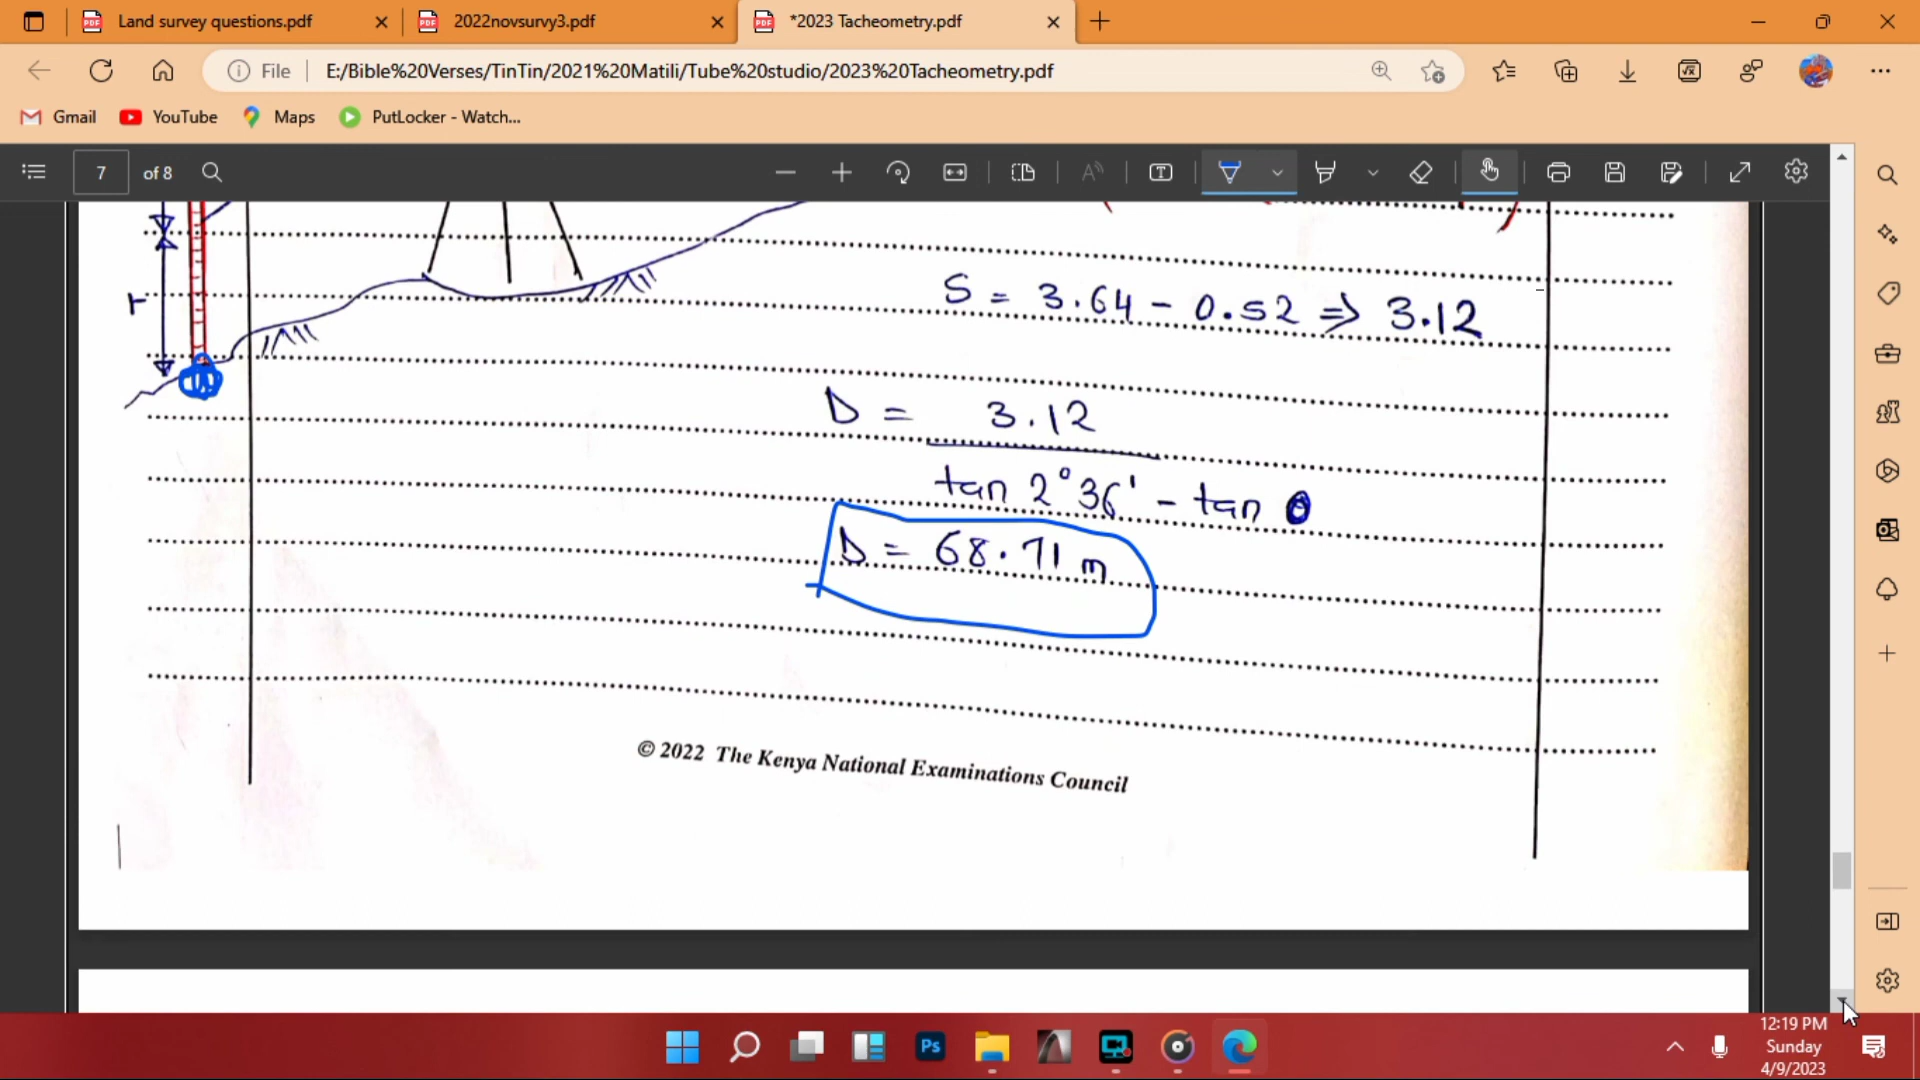 Land survey questions.pdf
2022novsurvy3.pdf
*2023 Tacheometry.pdf
File
E:/Bible%20Verses/TinTin/2021%20Matili/Tube%20studio/2023%20Tacheometry.pdf
Gmail
YouTube
Maps
PutLocker - Watch...
7 of 8
r
S = 3.64 - 0.52 ⇒ 3.12
D = 3.12
tan 2° 36' - tan 0
D = 68.71 m
© 2022 The Kenya National Examinations Council
Ps
12:19 PM
Sunday
4/9/2023